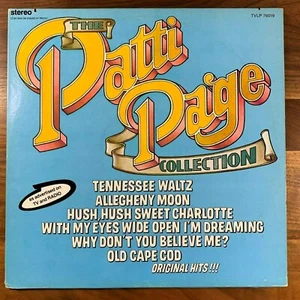 stereo
TVLP 76019
THE
Patti
Paige
COLLECTION
as advertised on
TV and RADIO
TENNESSEE WALTZ
ALLEGHENY MOON
HUSH, HUSH SWEET CHARLOTTE
WITH MY EYES WIDE OPEN I'M DREAMING
WHY DON'T YOU BELIEVE ME?
OLD CAPE COD
ORIGINAL HITS!!!